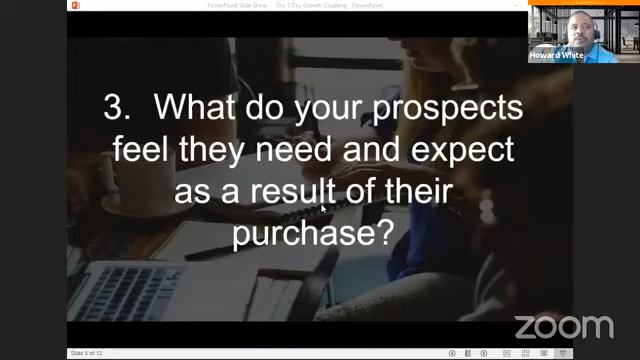 PowerPoint Slide Show - The 3 Day Growth Challeng - PowerPoint
Howard White
3. What do your prospects
feel they need and expect
as a result of their
purchase?
zoom
Slide 5 of 12